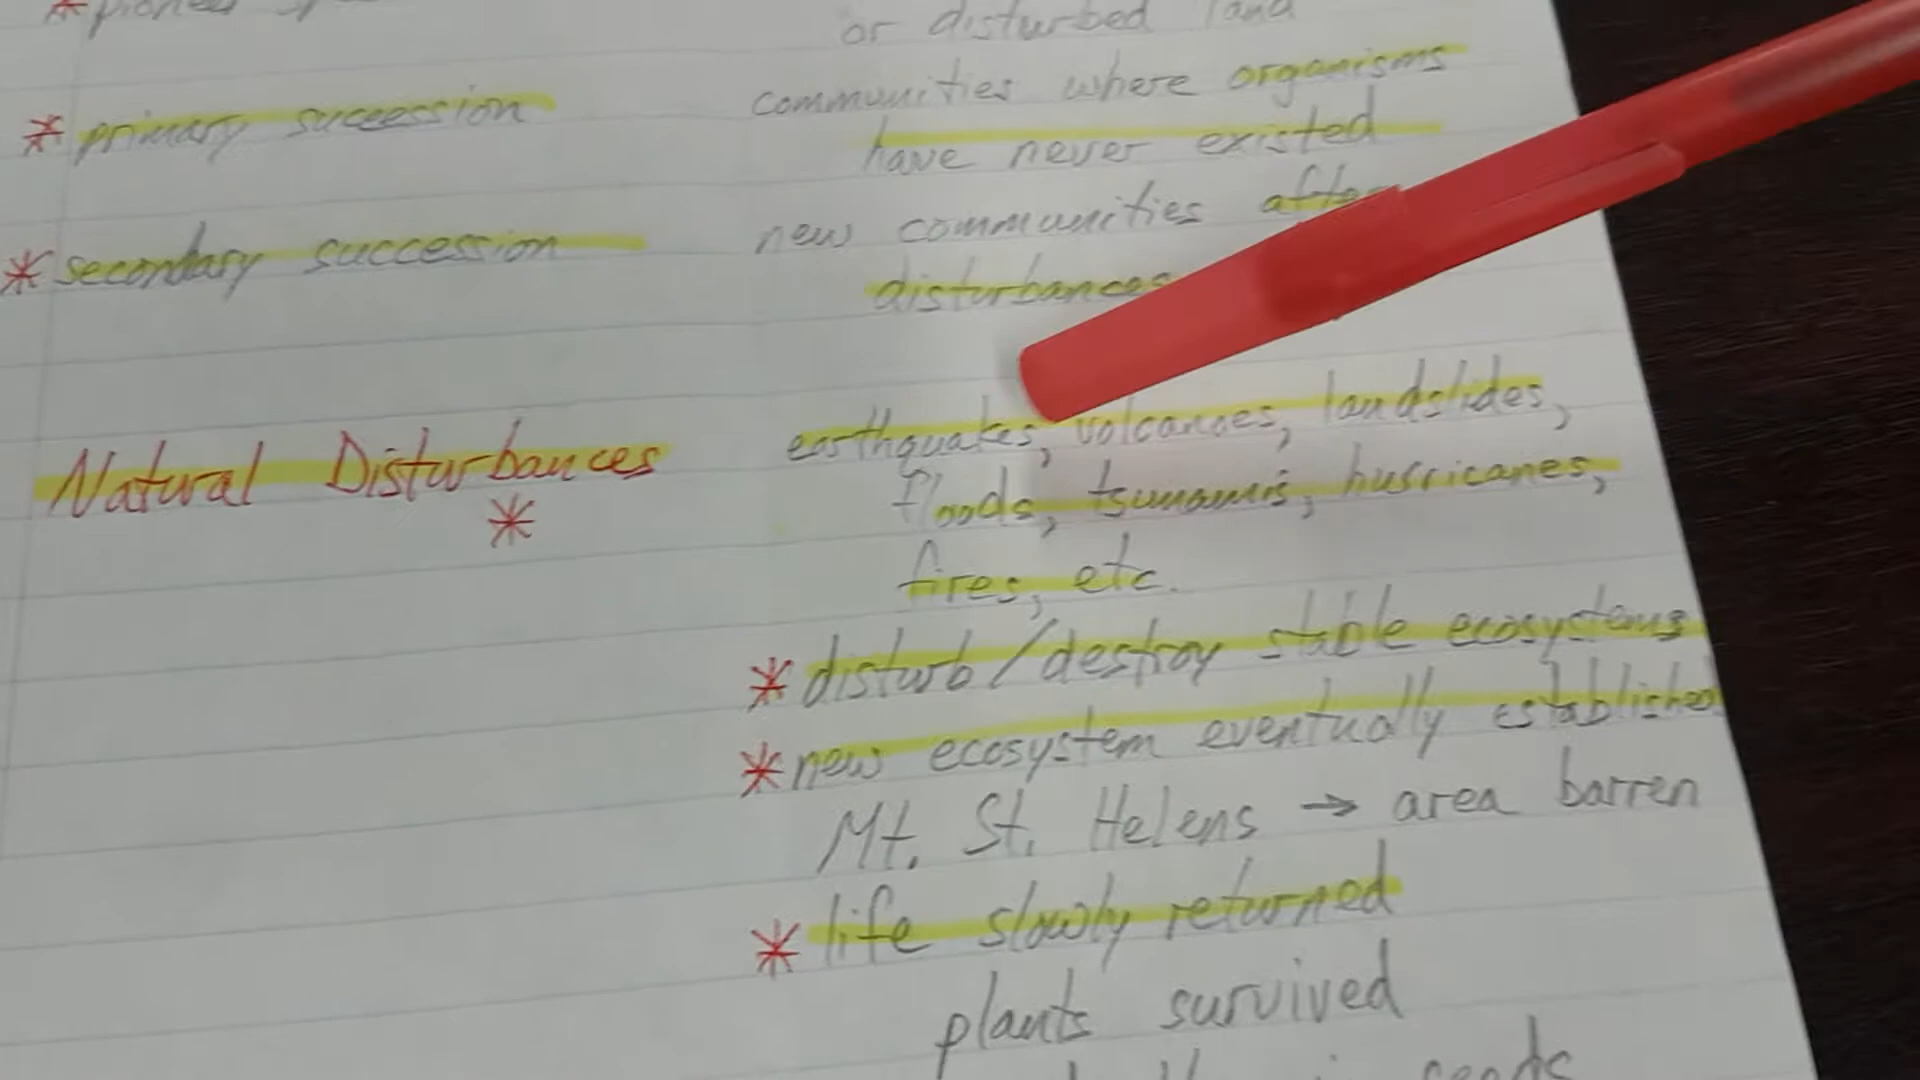 * pioneer
or disturbed land
* primary succession communities where organisms
have never existed
* secondary succession new communities after
disturbances
Natural Disturbances earthquakes, volcanoes, landslides,
*
floods, tsunamis, hurricanes,
fires, etc.
* disturb/destroy stable ecosystems
* new ecosystem eventually established
Mt. St. Helens → area barren
* life slowly returned
plants survived
seeds